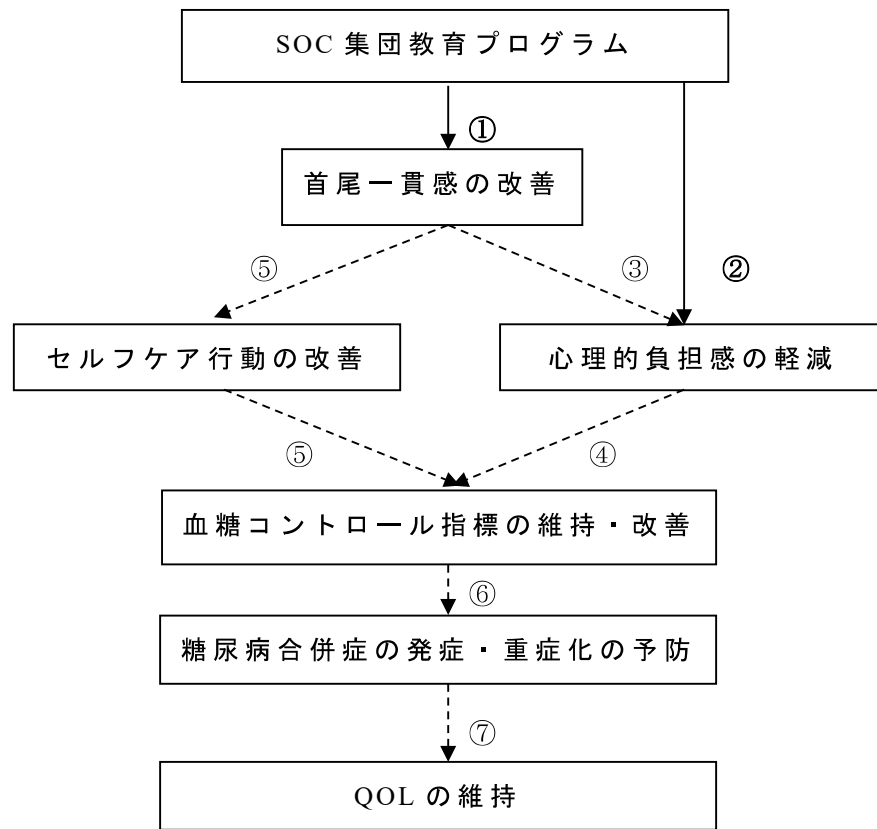 SOC 集団教育プログラム
①
首尾一貫感の改善
⑤
③
②
セルフケア行動の改善
心理的負担感の軽減
⑤
④
血糖コントロール指標の維持・改善
⑥
糖尿病合併症の発症・重症化の予防
⑦
QOL の維持